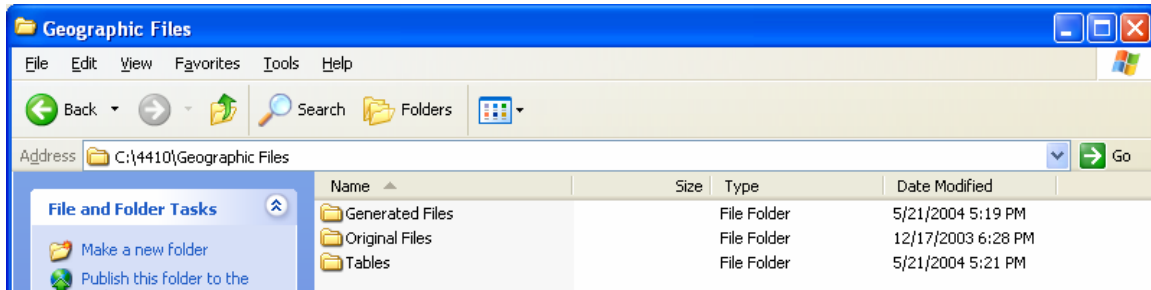 Geographic Files
File Edit View Favorites Tools Help
Back Search Folders
Address C:\4410\Geographic Files Go
Name Size Type Date Modified
File and Folder Tasks
Make a new folder
Publish this folder to the
Generated Files File Folder 5/21/2004 5:19 PM
Original Files File Folder 12/17/2003 6:28 PM
Tables File Folder 5/21/2004 5:21 PM